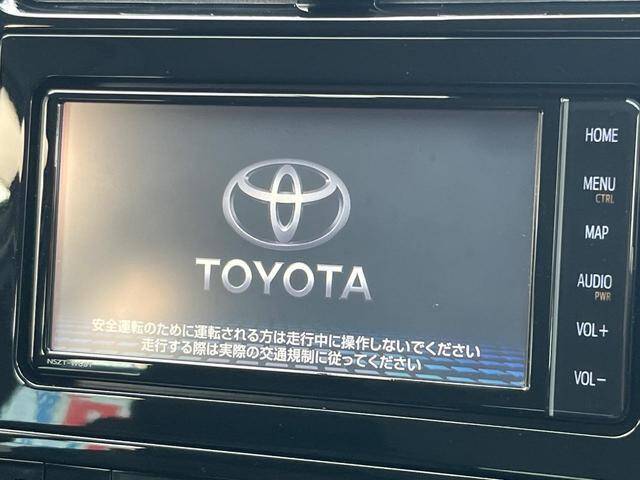 TOYOTA
安全運転のために運転される方は走行中に操作しないでください
走行する際は実際の交通規制に従ってください
HOME
MENU
CTRL
MAP
AUDIO
PWR
VOL+
VOL-